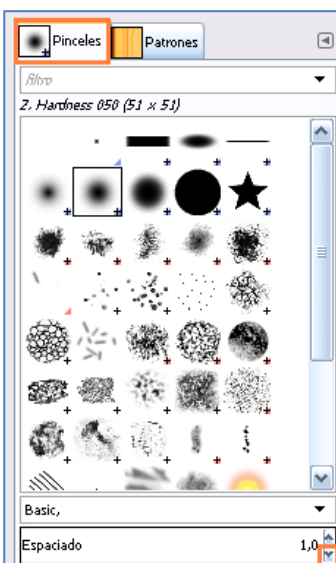 Pinceles Patrones
filtro
2. Hardness 050 (51 × 51)
Basic,
Espaciado 1,0